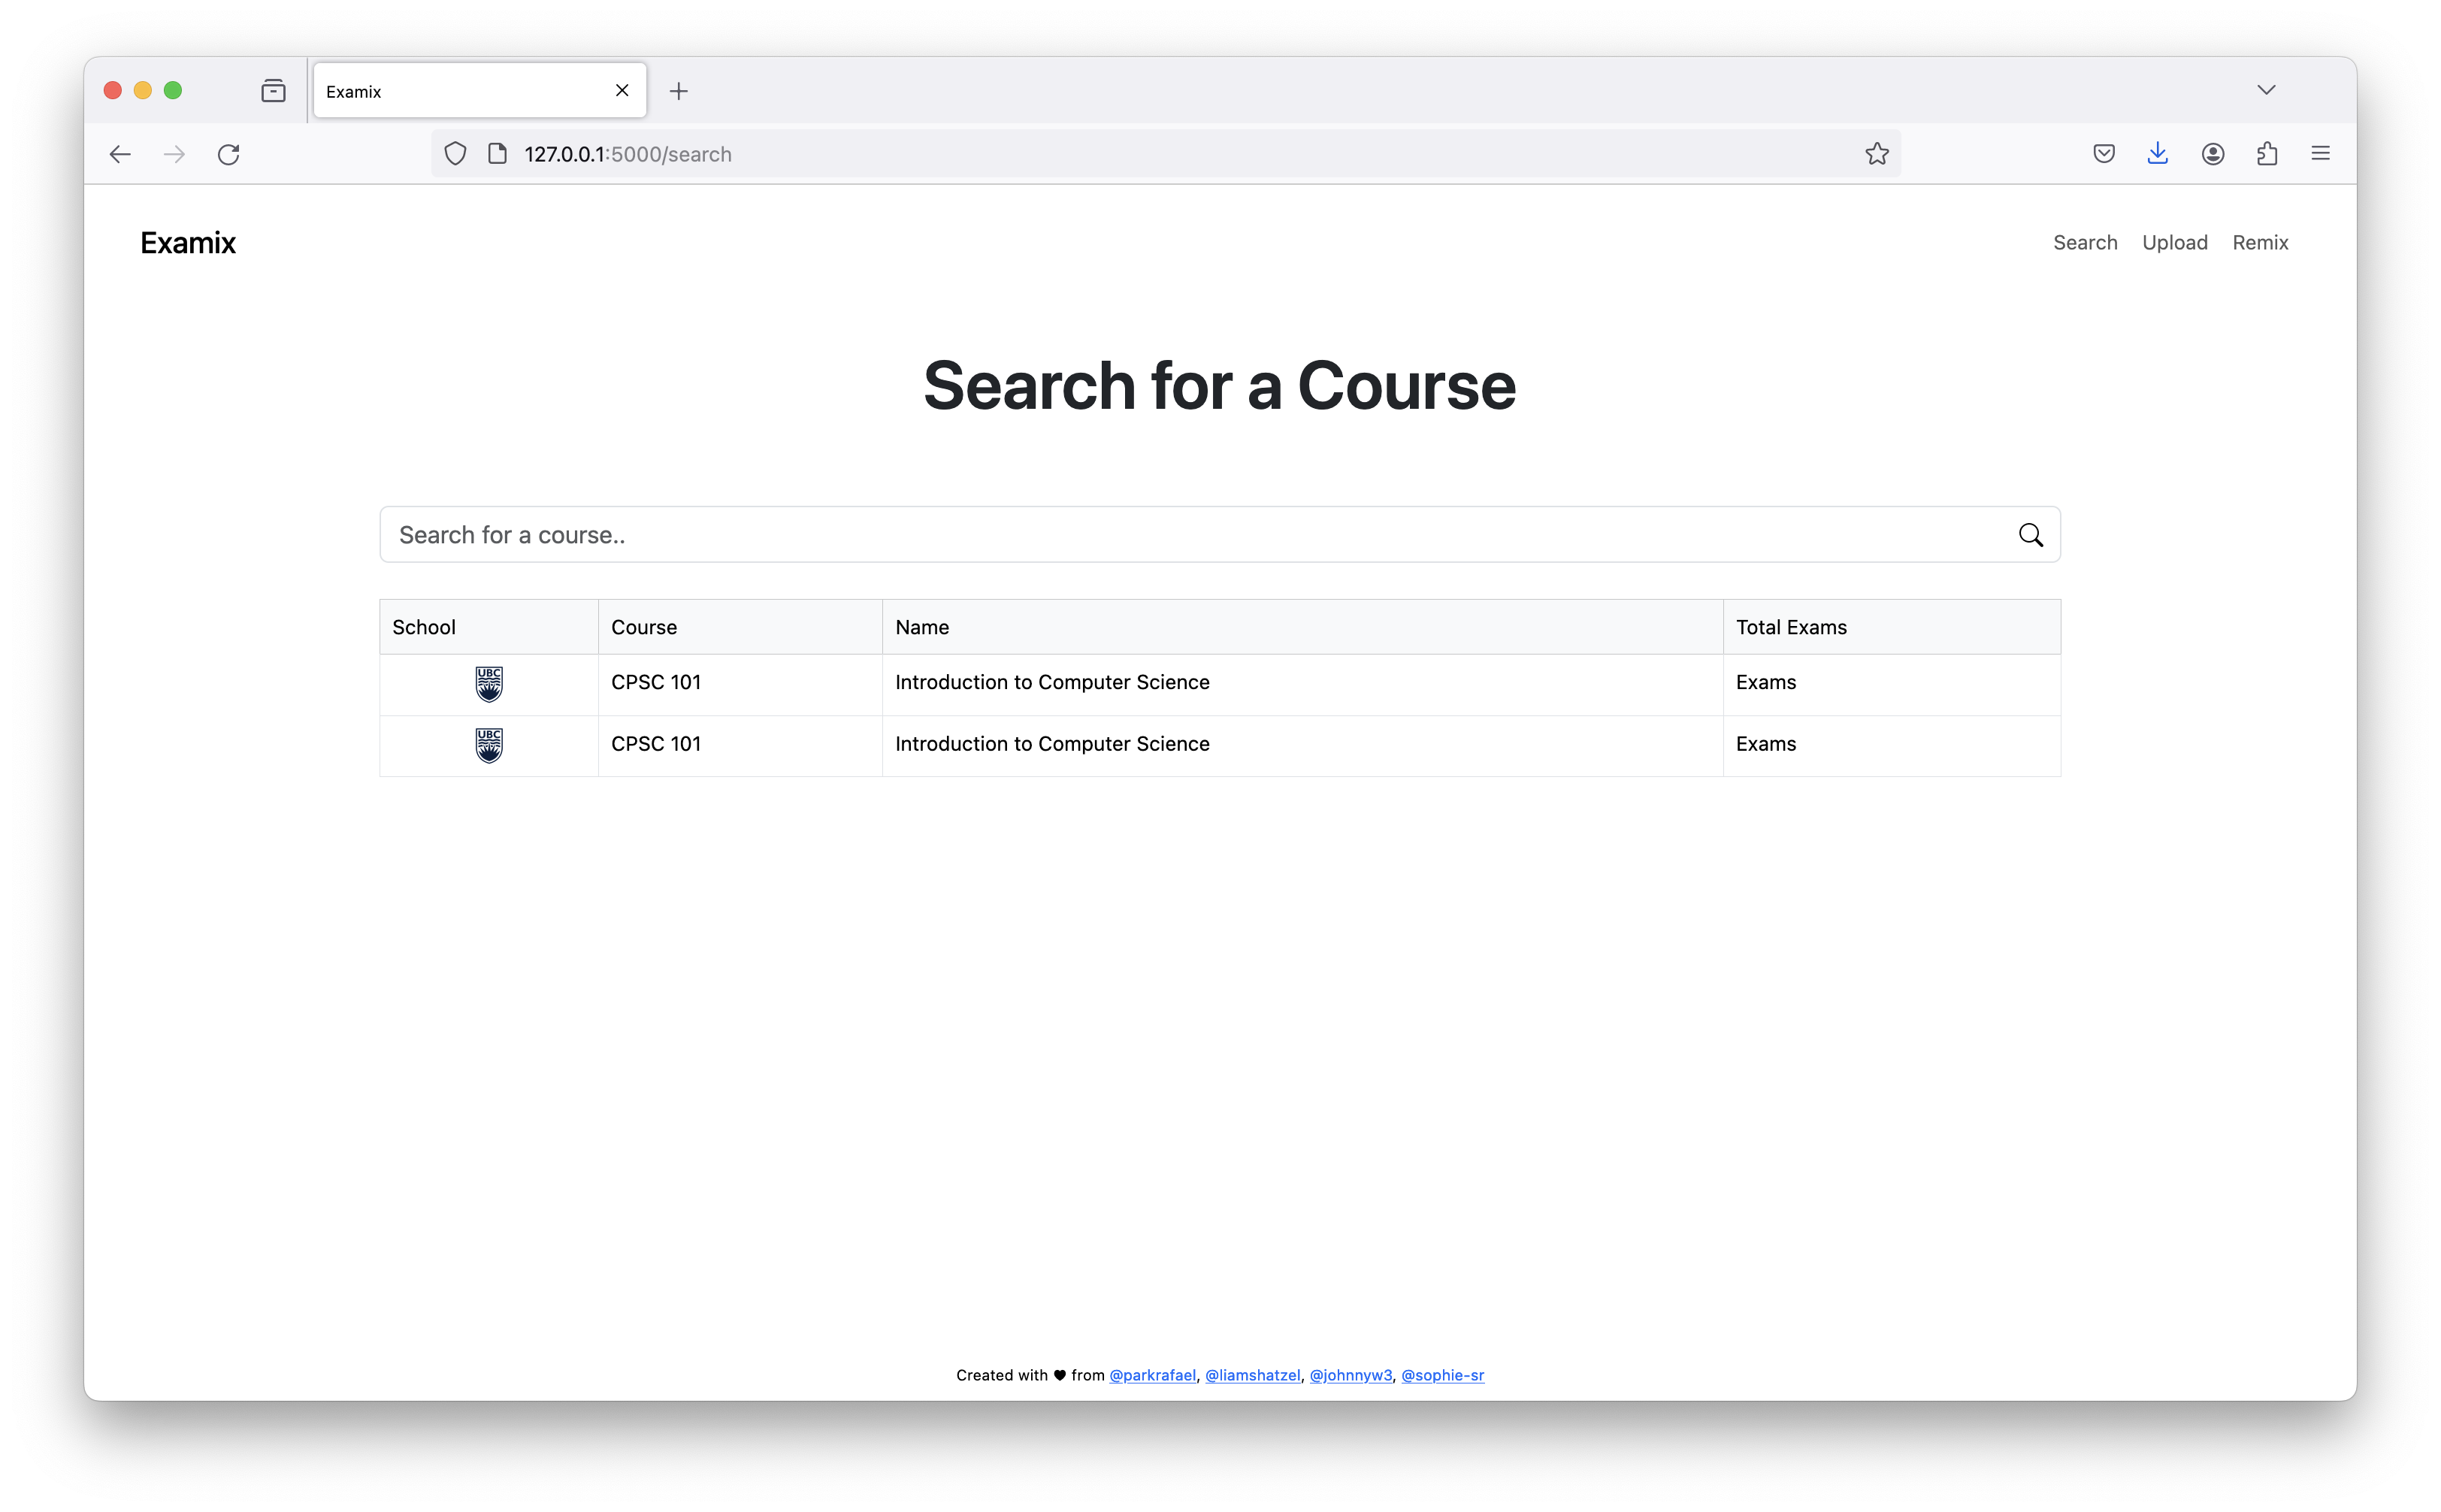 Examix
127.0.0.1:5000/search
Examix
Search Upload Remix
Search for a Course
Search for a course..
School Course Name Total Exams
UBC CPSC 101 Introduction to Computer Science Exams
UBC CPSC 101 Introduction to Computer Science Exams
Created with ♥ from @parkrafael, @liamshatzel, @johnnyw3, @sophie-sr